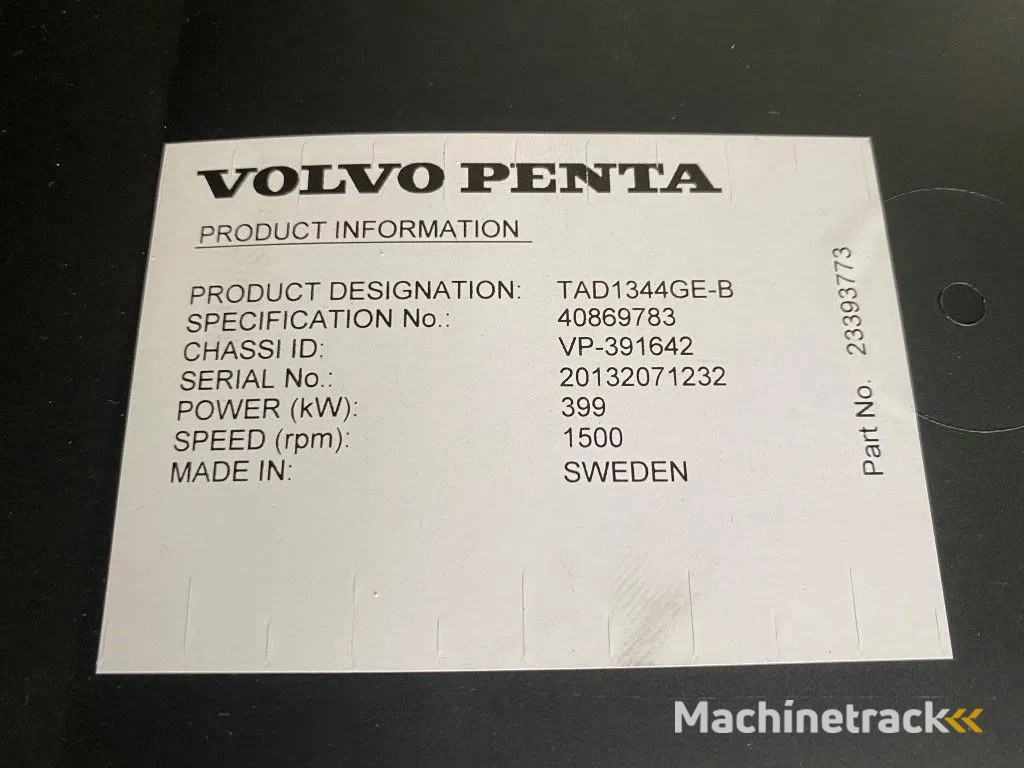 VOLVO PENTA
PRODUCT INFORMATION
PRODUCT DESIGNATION: TAD1344GE-B
SPECIFICATION No.: 40869783
CHASSI ID: VP-391642
SERIAL No.: 20132071232
POWER (kW): 399
SPEED (rpm): 1500
MADE IN: SWEDEN
Part No. 23393773
Machinetrack